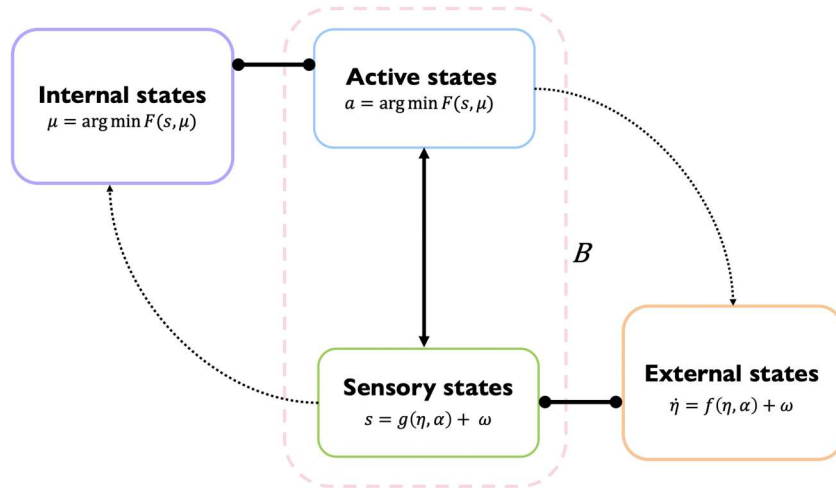 Internal states
μ = arg min F(s, μ)
Active states
a = arg min F(s, μ)
B
Sensory states
s = g(η, α) + ω
External states
η̇ = f(η, α) + ω